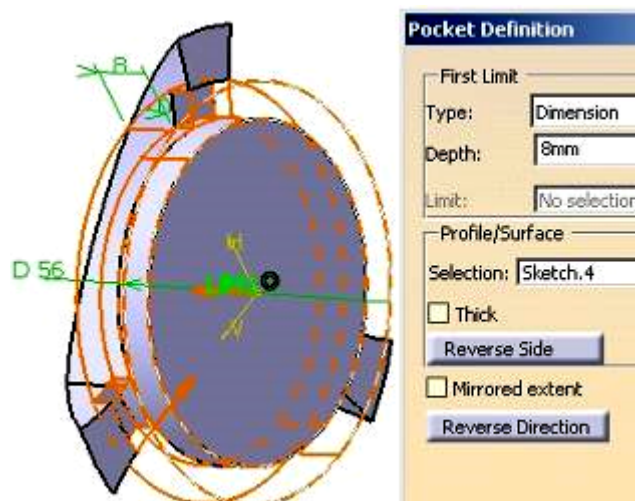 Pocket Definition
First Limit
Type: Dimension
Depth: 8mm
Limit: No selection
Profile/Surface
Selection: Sketch.4
Thick
Reverse Side
Mirrored extent
Reverse Direction
8
D 56
H
V